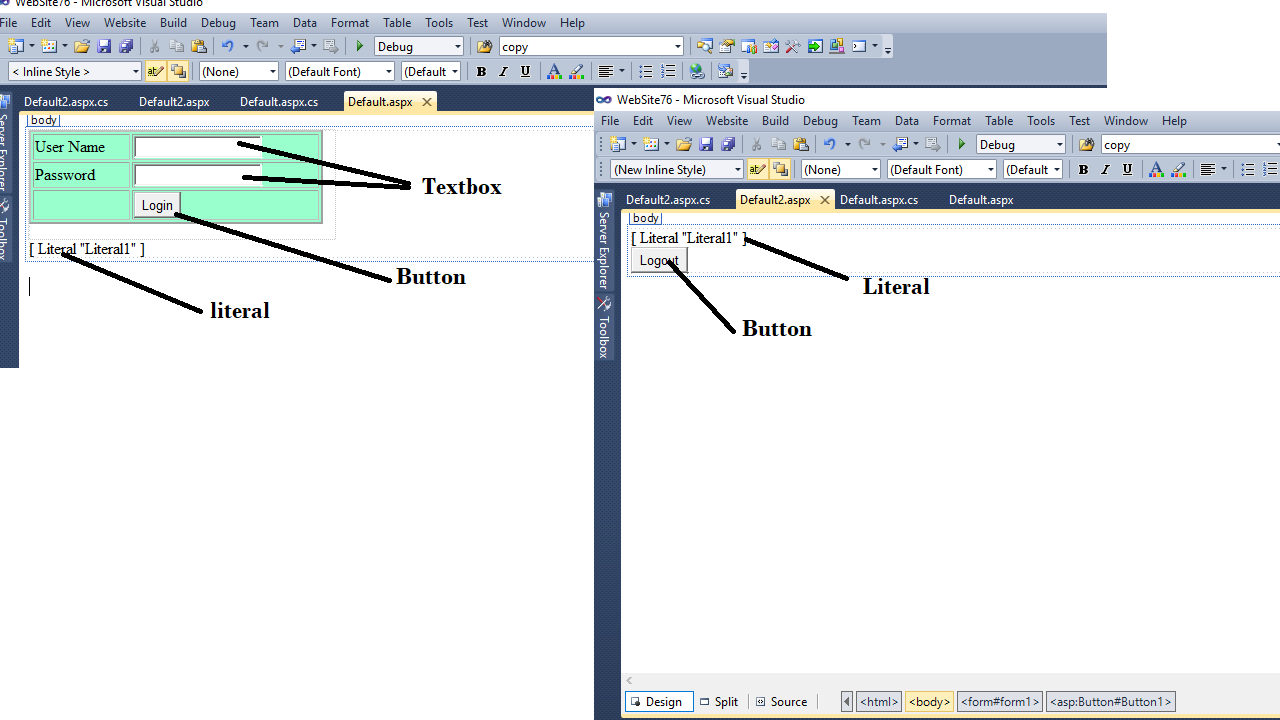 WebSite76 - Microsoft Visual Studio
File Edit View Website Build Debug Team Data Format Table Tools Test Window Help
Debug copy
< Inline Style > (None) (Default Font) (Default B I U A
Default2.aspx.cs Default2.aspx Default.aspx.cs Default.aspx
body
User Name
Password
Login
[ Literal "Literal1" ]
Textbox
Button
literal
Server Explorer
Toolbox
WebSite76 - Microsoft Visual Studio
File Edit View Website Build Debug Team Data Format Table Tools Test Window Help
Debug copy
(New Inline Style) (None) (Default Font) (Default B I U A
Default2.aspx.cs Default2.aspx Default.aspx.cs Default.aspx
body
[ Literal "Literal1" ]
Logout
Literal
Button
Server Explorer
Toolbox
Design Split Source <html> <body> <form#form1> <asp:Button#Button1>